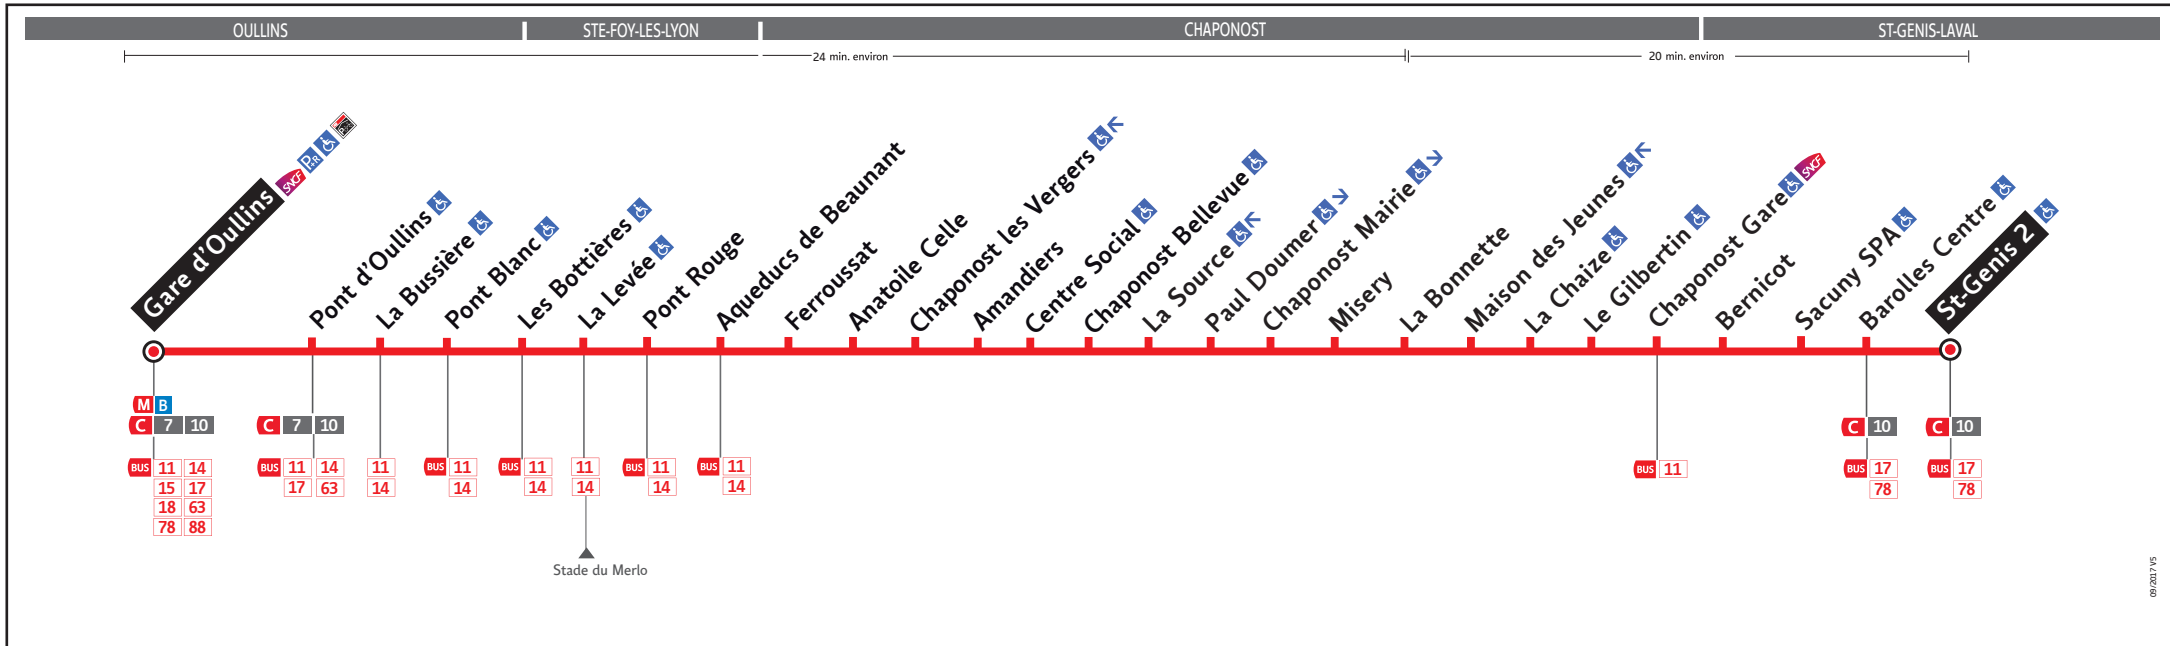 OULLINS
STE-FOY-LES-LYON
CHAPONOST
ST-GENIS-LAVAL
24 min. environ
20 min. environ
Gare d'Oullins SNCF P+R
Pont d'Oullins
La Bussière
Pont Blanc
Les Bottières
La Levée
Pont Rouge
Aqueducs de Beaunant
Ferroussat
Anatoile Celle
Chaponost les Vergers
Amandiers
Centre Social
Chaponost Bellevue
La Source
Paul Doumer
Chaponost Mairie
Misery
La Bonnette
Maison des Jeunes
La Chaize
Le Gilbertin
Chaponost Gare SNCF
Bernicot
Sacuny SPA
Barolles Centre
St-Genis 2
M B
C 7 10
BUS 11 14
15 17
18 63
78 88
C 7 10
BUS 11 14
17 63
11
14
BUS 11
14
BUS 11
14
11
14
Stade du Merlo
BUS 11
14
BUS 11
14
BUS 11
C 10
BUS 17
78
C 10
BUS 17
78
09/2017 V5